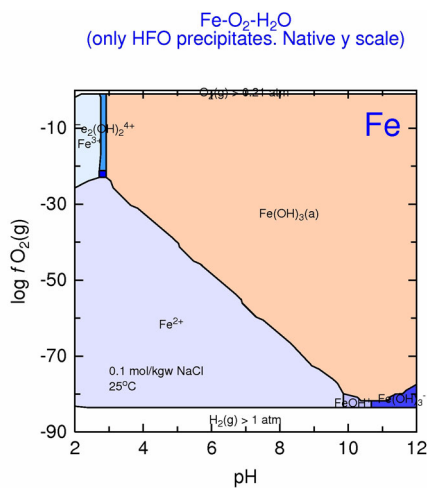 Fe-O₂-H₂O
(only HFO precipitates. Native y scale)
O₂(g) > 0.21 atm
Fe₂(OH)₂⁴⁺
Fe³⁺
Fe
Fe(OH)₃(a)
Fe²⁺
0.1 mol/kgw NaCl
25°C
FeOH⁺
Fe(OH)₃⁻
H₂(g) > 1 atm
-10
-30
-50
-70
-90
log f O₂(g)
2 4 6 8 10 12
pH